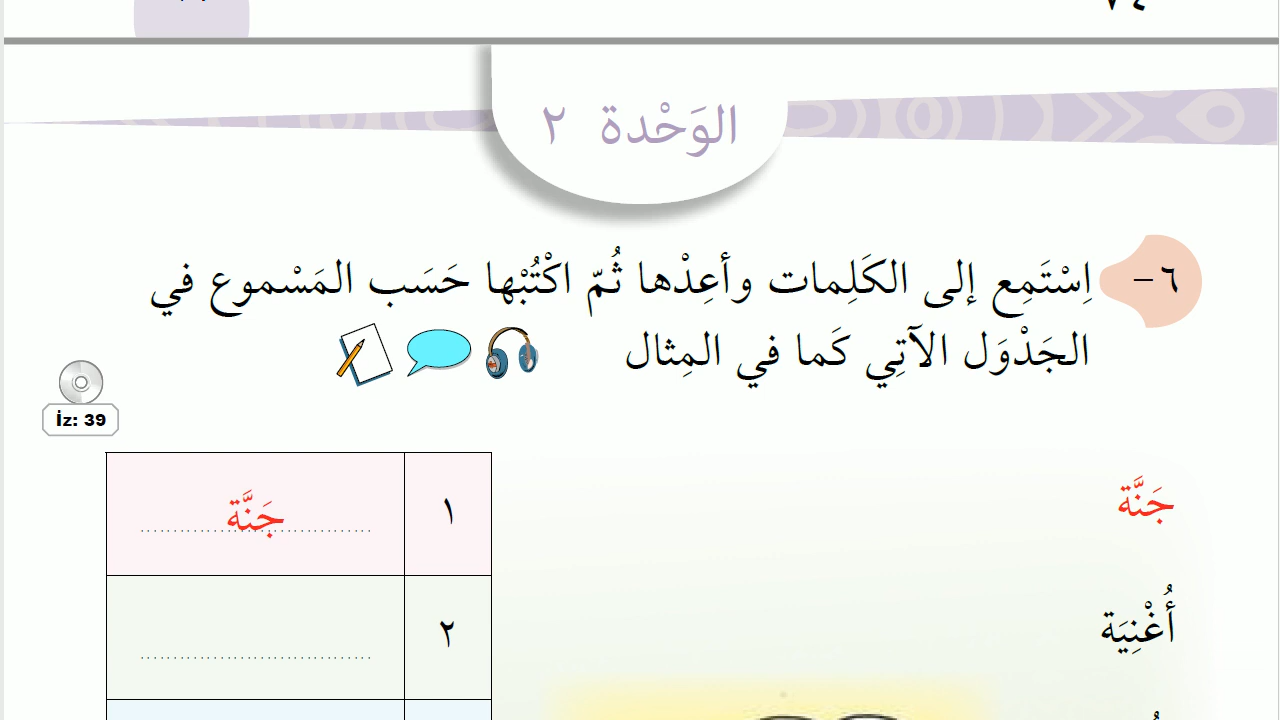 الوَحْدة ٢
٦- اِسْتَمِع إلى الكَلِمات وأعِدْها ثُمّ اكْتُبْها حَسَب المَسْموع في
الجَدْوَل الآتِي كَما في المِثال
İz: 39
جَنَّة
١ جَنَّة
أُغْنِيَة
٢